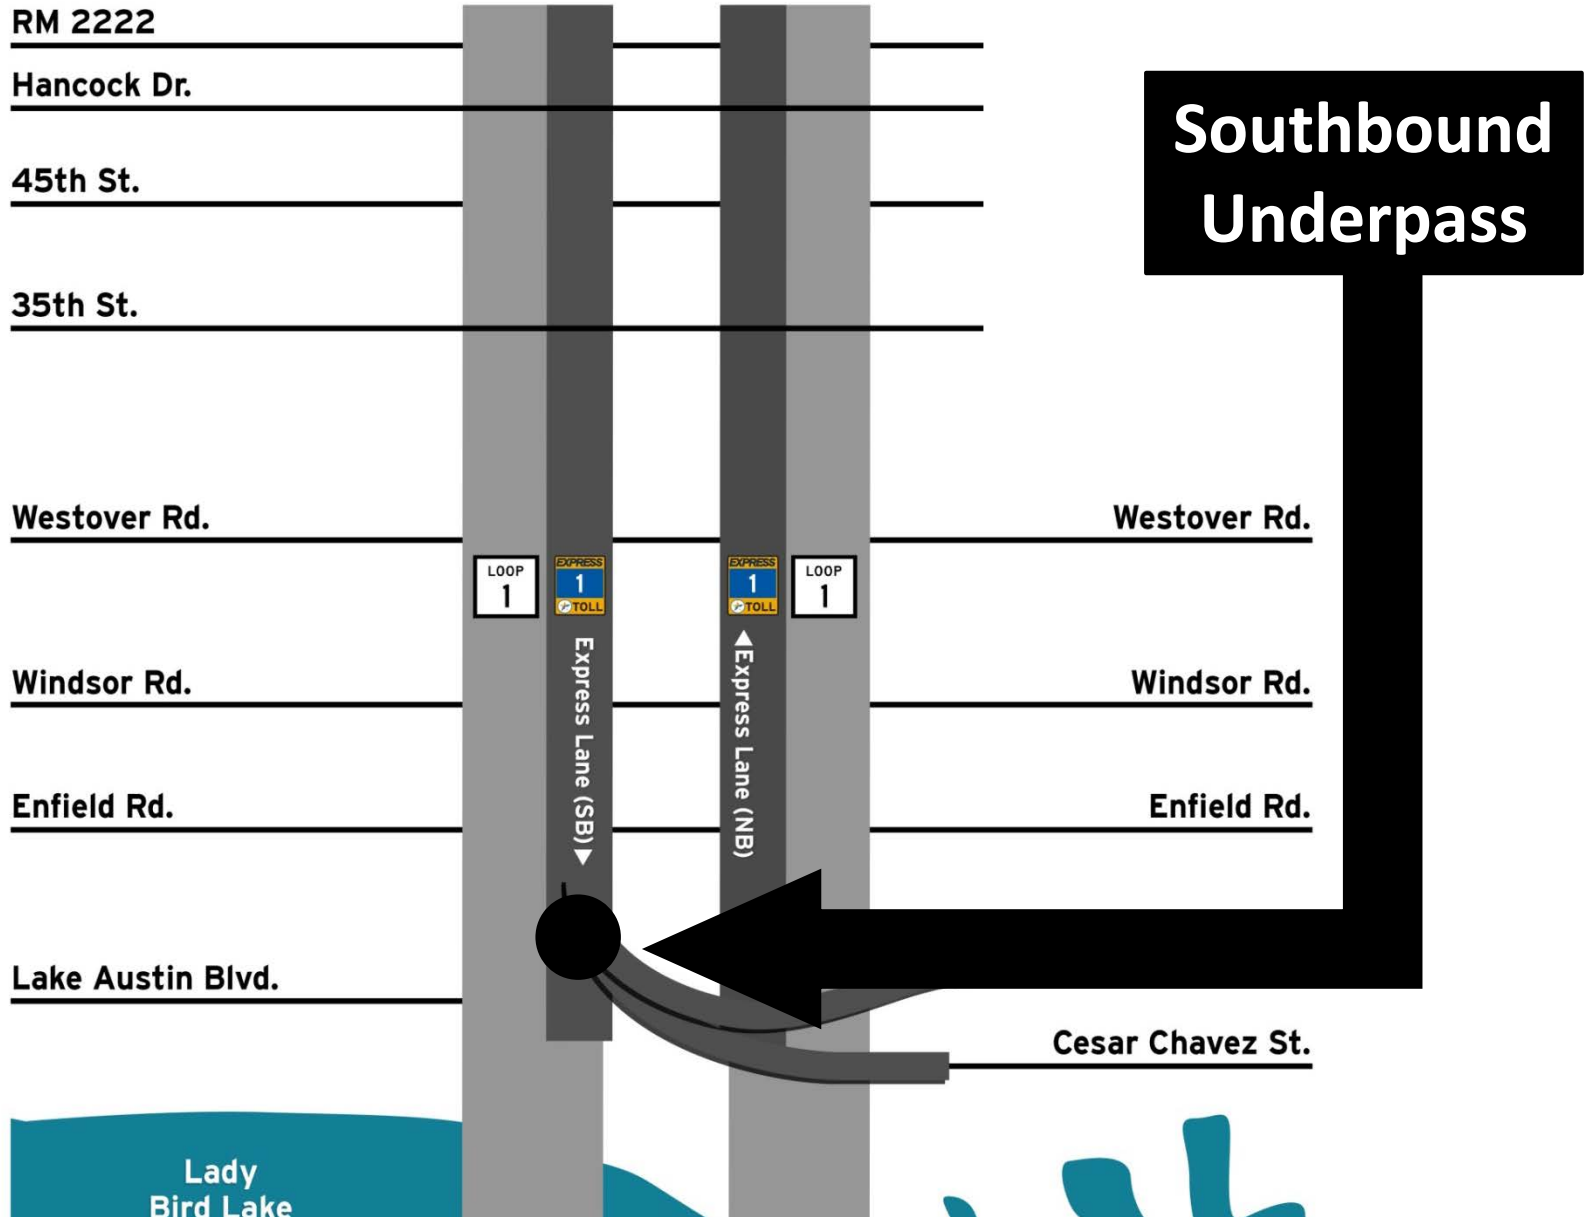 RM 2222
Hancock Dr.
45th St.
35th St.
Southbound
Underpass
Westover Rd.
Westover Rd.
LOOP
1
EXPRESS
1
TOLL
EXPRESS
1
TOLL
LOOP
1
Express Lane (SB)
Express Lane (NB)
Windsor Rd.
Windsor Rd.
Enfield Rd.
Enfield Rd.
Lake Austin Blvd.
Cesar Chavez St.
Lady
Bird Lake